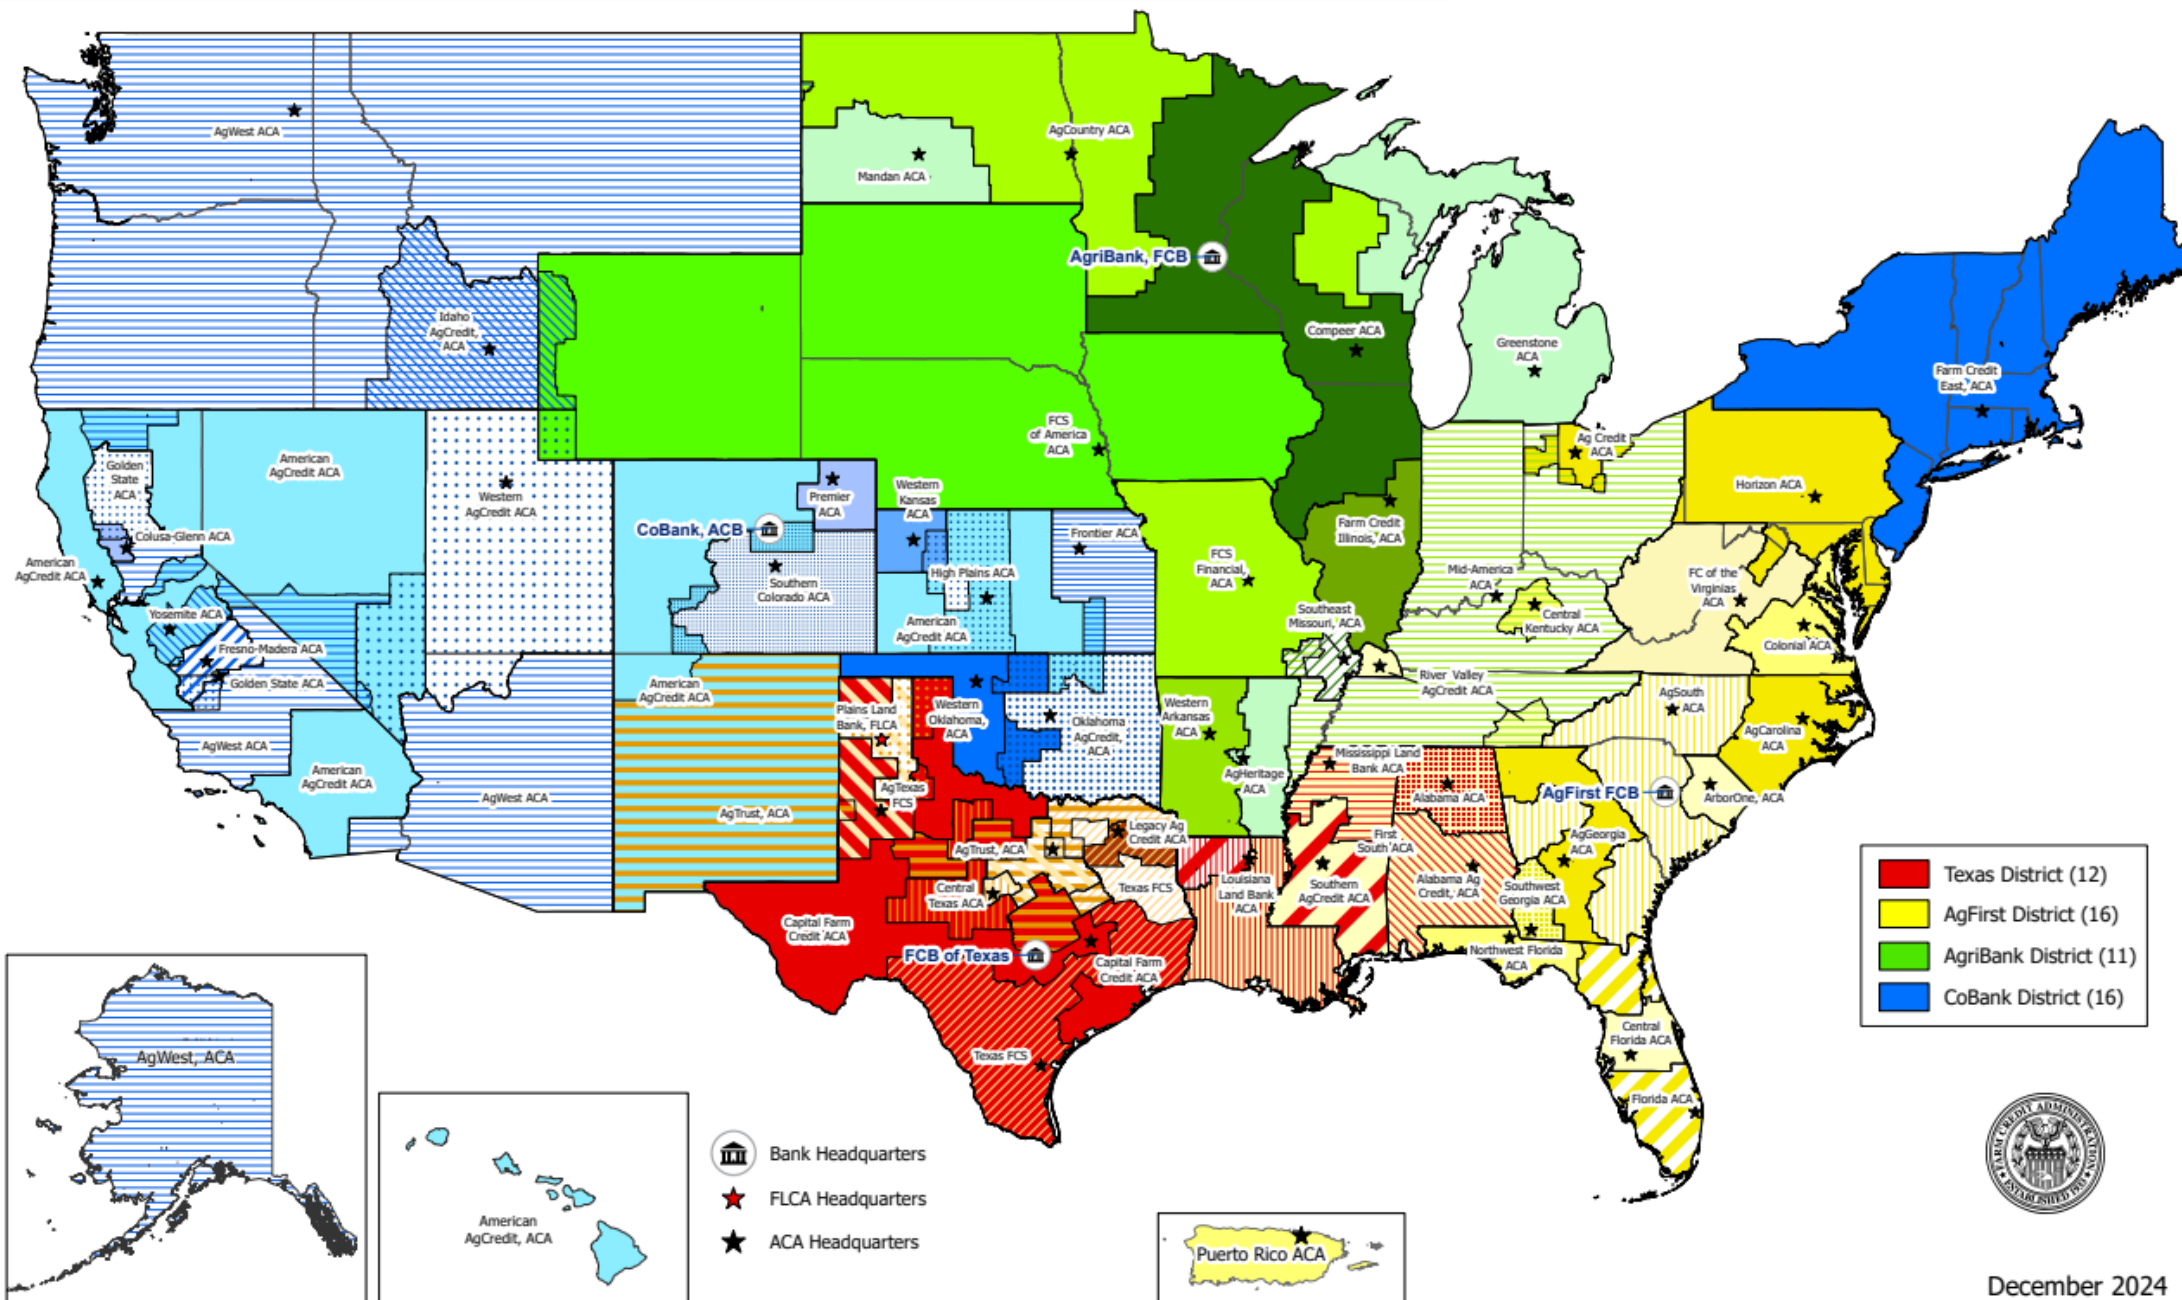 AgWest ACA
AgCountry ACA
Mandan ACA
AgriBank, FCB
Idaho
AgCredit,
ACA
Compeer ACA
Greenstone
ACA
Farm Credit
East, ACA
FCS
of America
ACA
Ag Credit
ACA
Golden
State
ACA
American
AgCredit ACA
Western
AgCredit ACA
Premier
ACA
Western
Kansas
ACA
Horizon ACA
CoBank, ACB
Colusa-Glenn ACA
Frontier ACA
Farm Credit
Illinois, ACA
American
AgCredit ACA
High Plains ACA
Southern
Colorado ACA
FCS
Financial,
ACA
Mid-America
ACA
FC of the
Virginias
ACA
Yosemite ACA
American
AgCredit ACA
Southeast
Missouri, ACA
Central
Kentucky ACA
Colonial ACA
Fresno-Madera ACA
Golden State ACA
American
AgCredit ACA
River Valley
AgCredit ACA
AgSouth
ACA
Plains Land
Bank, FLCA
Western
Oklahoma,
ACA
Oklahoma
AgCredit,
ACA
Western
Arkansas
ACA
AgCarolina
ACA
AgWest ACA
American
AgCredit ACA
AgWest ACA
AgTrust, ACA
AgTexas
FCS
AgHeritage
ACA
Mississippi Land
Bank ACA
Alabama ACA
AgFirst FCB
ArborOne, ACA
Legacy Ag
Credit ACA
AgTrust, ACA
First
South ACA
AgGeorgia
ACA
Central
Texas ACA
Texas FCS
Louisiana
Land Bank
ACA
Southern
AgCredit ACA
Alabama Ag
Credit, ACA
Southwest
Georgia ACA
Capital Farm
Credit ACA
FCB of Texas
Capital Farm
Credit ACA
Northwest Florida
ACA
Texas FCS
Central
Florida ACA
Florida ACA
Texas District (12)
AgFirst District (16)
AgriBank District (11)
CoBank District (16)
AgWest, ACA
American
AgCredit, ACA
Bank Headquarters
FLCA Headquarters
ACA Headquarters
Puerto Rico ACA
FARM CREDIT ADMINISTRATION
ESTABLISHED 1933
December 2024